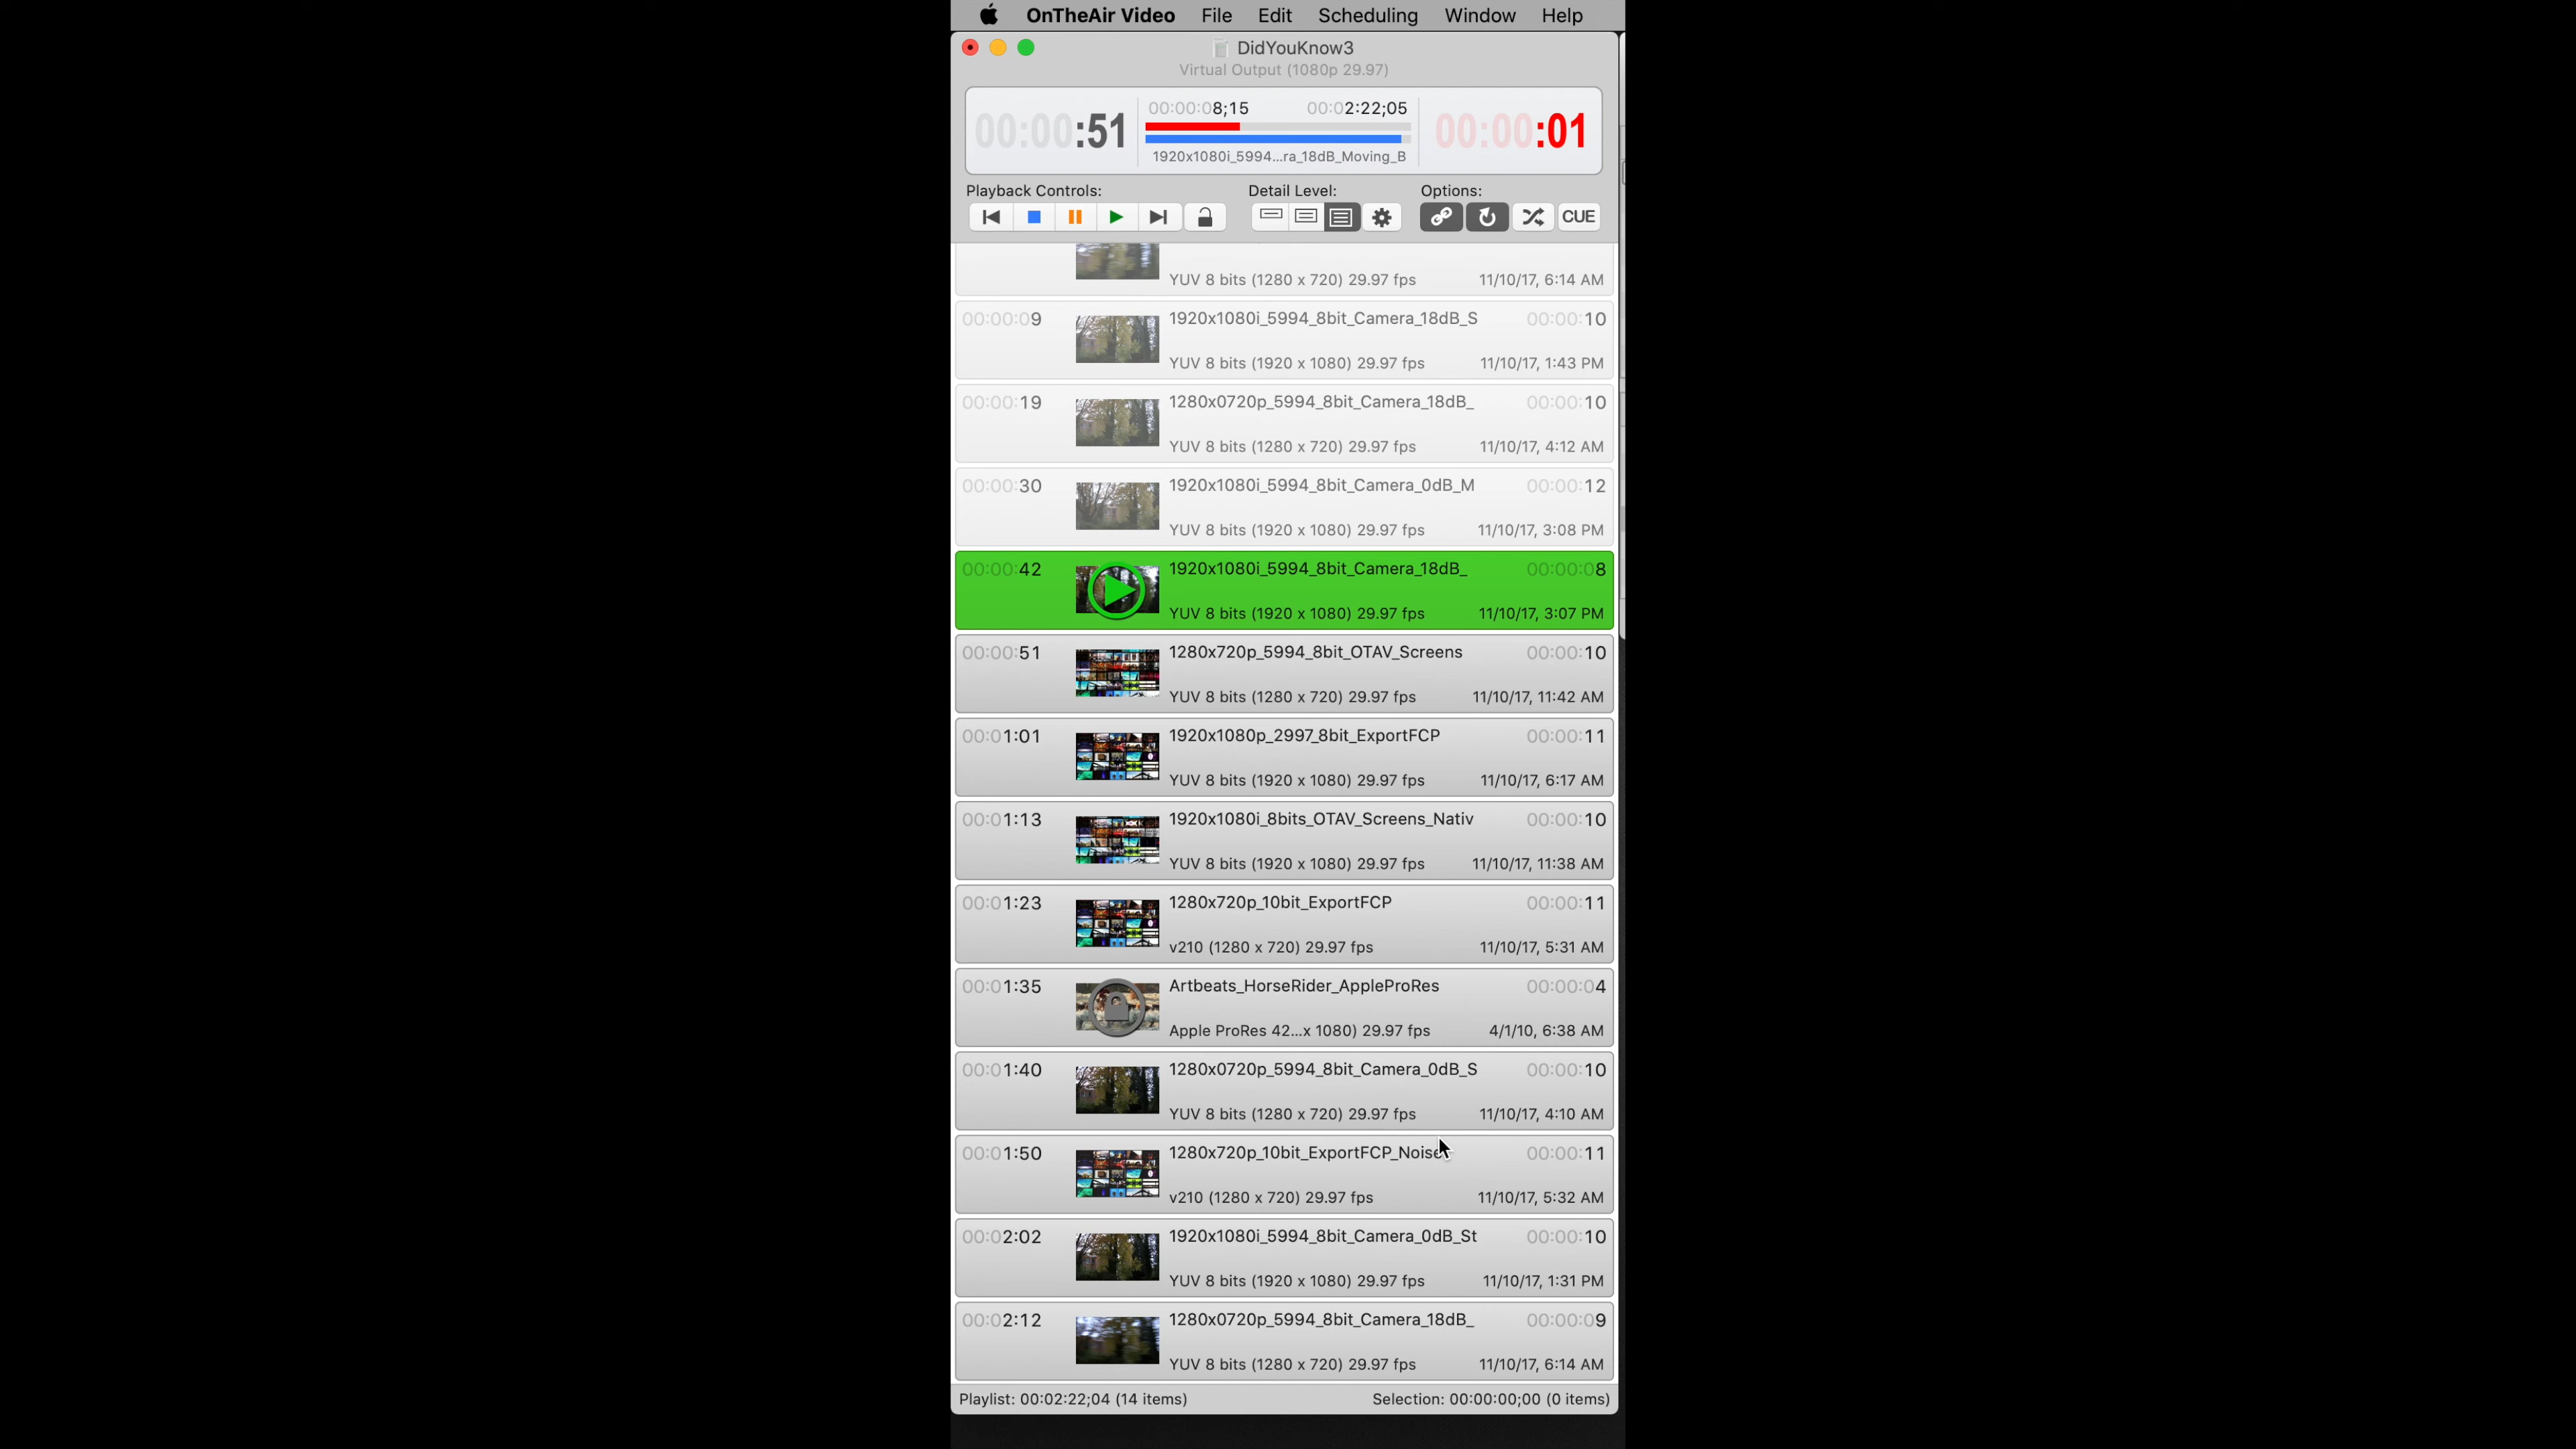 OnTheAir Video File Edit Scheduling Window Help
DidYouKnow3
Virtual Output (1080p 29.97)
00:00:51 00:00:08;15 00:02:22;05 00:00:01
1920x1080i_5994...ra_18dB_Moving_B
Playback Controls: Detail Level: Options:
CUE
YUV 8 bits (1280 x 720) 29.97 fps 11/10/17, 6:14 AM
00:00:09 1920x1080i_5994_8bit_Camera_18dB_S 00:00:10
YUV 8 bits (1920 x 1080) 29.97 fps 11/10/17, 1:43 PM
00:00:19 1280x0720p_5994_8bit_Camera_18dB_ 00:00:10
YUV 8 bits (1280 x 720) 29.97 fps 11/10/17, 4:12 AM
00:00:30 1920x1080i_5994_8bit_Camera_0dB_M 00:00:12
YUV 8 bits (1920 x 1080) 29.97 fps 11/10/17, 3:08 PM
00:00:42 1920x1080i_5994_8bit_Camera_18dB_ 00:00:08
YUV 8 bits (1920 x 1080) 29.97 fps 11/10/17, 3:07 PM
00:00:51 1280x720p_5994_8bit_OTAV_Screens 00:00:10
YUV 8 bits (1280 x 720) 29.97 fps 11/10/17, 11:42 AM
00:01:01 1920x1080p_2997_8bit_ExportFCP 00:00:11
YUV 8 bits (1920 x 1080) 29.97 fps 11/10/17, 6:17 AM
00:01:13 1920x1080i_8bits_OTAV_Screens_Nativ 00:00:10
YUV 8 bits (1920 x 1080) 29.97 fps 11/10/17, 11:38 AM
00:01:23 1280x720p_10bit_ExportFCP 00:00:11
v210 (1280 x 720) 29.97 fps 11/10/17, 5:31 AM
00:01:35 Artbeats_HorseRider_AppleProRes 00:00:04
Apple ProRes 42...x 1080) 29.97 fps 4/1/10, 6:38 AM
00:01:40 1280x0720p_5994_8bit_Camera_0dB_S 00:00:10
YUV 8 bits (1280 x 720) 29.97 fps 11/10/17, 4:10 AM
00:01:50 1280x720p_10bit_ExportFCP_Noise 00:00:11
v210 (1280 x 720) 29.97 fps 11/10/17, 5:32 AM
00:02:02 1920x1080i_5994_8bit_Camera_0dB_St 00:00:10
YUV 8 bits (1920 x 1080) 29.97 fps 11/10/17, 1:31 PM
00:02:12 1280x0720p_5994_8bit_Camera_18dB_ 00:00:09
YUV 8 bits (1280 x 720) 29.97 fps 11/10/17, 6:14 AM
Playlist: 00:02:22;04 (14 items) Selection: 00:00:00;00 (0 items)